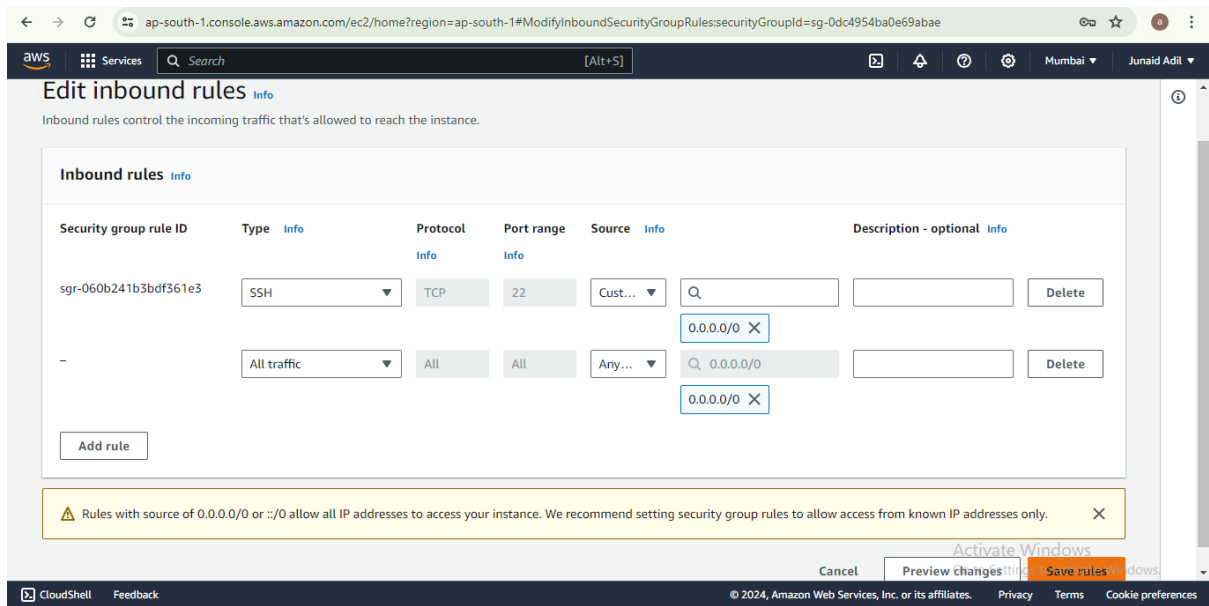 ap-south-1.console.aws.amazon.com/ec2/home?region=ap-south-1#ModifyInboundSecurityGroupRules:securityGroupId=sg-0dc4954ba0e69abae a
aws Services Search [Alt+S] Mumbai Junaid Adil
Edit inbound rules Info
Inbound rules control the incoming traffic that's allowed to reach the instance.
Inbound rules Info
Security group rule ID Type Info Protocol Port range Source Info Description - optional Info
Info Info
sgr-060b241b3bdf361e3 SSH TCP 22 Cust... Delete
0.0.0.0/0
– All traffic All All Any... 0.0.0.0/0 Delete
0.0.0.0/0
Add rule
Rules with source of 0.0.0.0/0 or ::/0 allow all IP addresses to access your instance. We recommend setting security group rules to allow access from known IP addresses only.
Activate Windows
Cancel Preview changes Save rules
CloudShell Feedback © 2024, Amazon Web Services, Inc. or its affiliates. Privacy Terms Cookie preferences